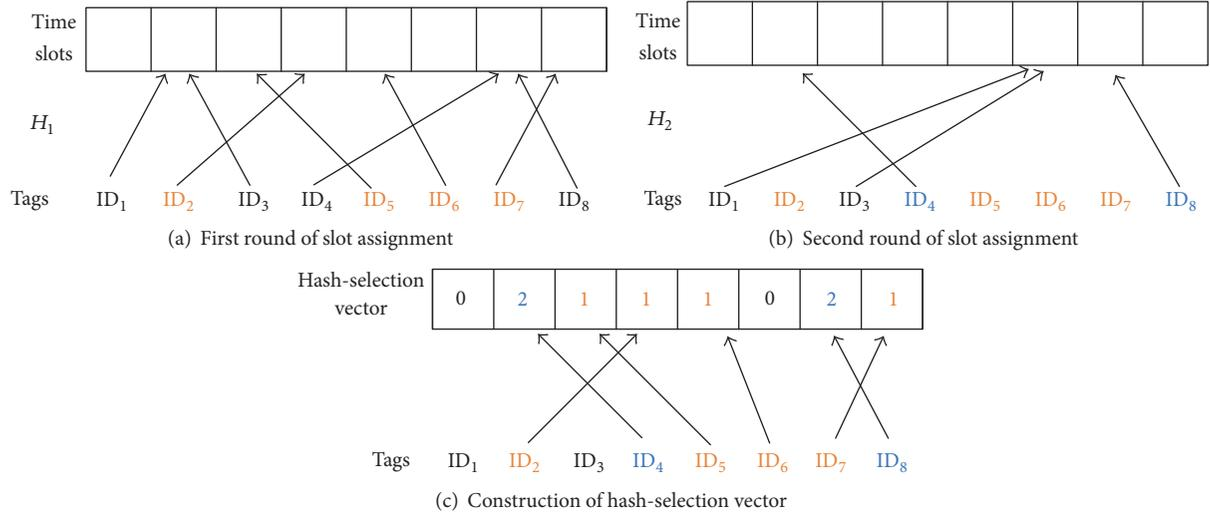 Time
slots
H₁
Tags ID₁ ID₂ ID₃ ID₄ ID₅ ID₆ ID₇ ID₈
(a) First round of slot assignment
Time
slots
H₂
Tags ID₁ ID₂ ID₃ ID₄ ID₅ ID₆ ID₇ ID₈
(b) Second round of slot assignment
Hash-selection
vector
0 2 1 1 1 0 2 1
Tags ID₁ ID₂ ID₃ ID₄ ID₅ ID₆ ID₇ ID₈
(c) Construction of hash-selection vector